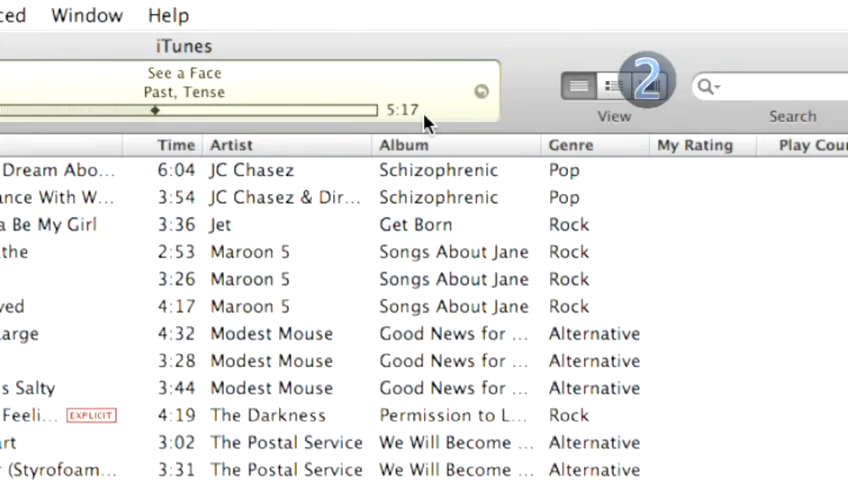 ced Window Help
iTunes
See a Face
Past, Tense
5:17
2
View Search
Time Artist Album Genre My Rating Play Cou
Dream Abo... 6:04 JC Chasez Schizophrenic Pop
ance With W... 3:54 JC Chasez & Dir... Schizophrenic Pop
a Be My Girl 3:36 Jet Get Born Rock
the 2:53 Maroon 5 Songs About Jane Rock
3:26 Maroon 5 Songs About Jane Rock
ved 4:17 Maroon 5 Songs About Jane Rock
arge 4:32 Modest Mouse Good News for ... Alternative
3:28 Modest Mouse Good News for ... Alternative
s Salty 3:44 Modest Mouse Good News for ... Alternative
Feeli... EXPLICIT 4:19 The Darkness Permission to L... Rock
art 3:02 The Postal Service We Will Become ... Alternative
r (Styrofoam... 3:31 The Postal Service We Will Become ... Alternative